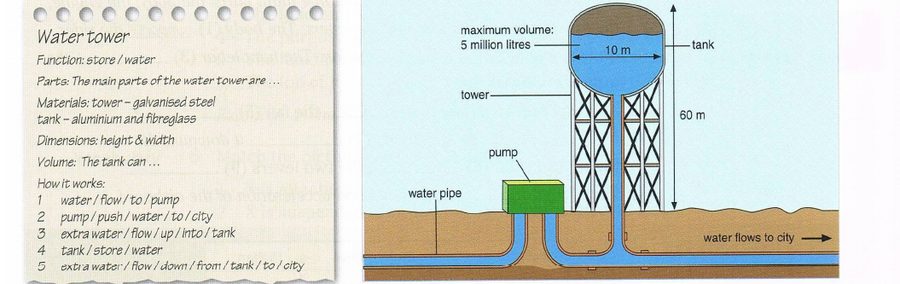 Water tower
Function: store / water
Parts: The main parts of the water tower are ...
Materials: tower – galvanised steel
tank – aluminium and fibreglass
Dimensions: height & width
Volume: The tank can ...
How it works:
1 water / flow / to / pump
2 pump / push / water / to / city
3 extra water / flow / up / into / tank
4 tank / store / water
5 extra water / flow / down / from / tank / to / city
maximum volume:
5 million litres
10 m
tank
tower
60 m
pump
water pipe
water flows to city